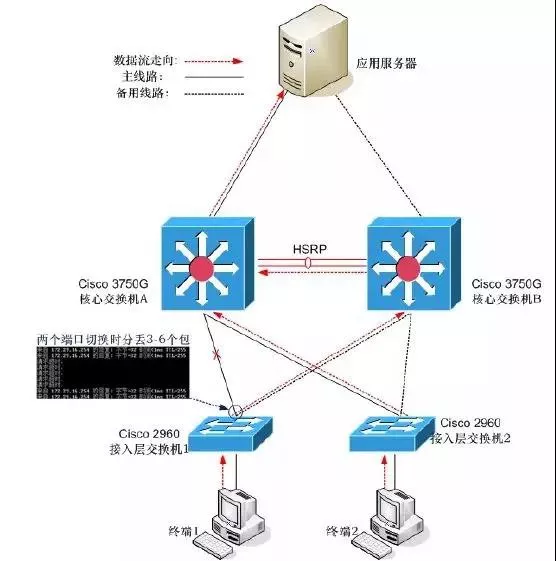 数据流走向:
主线路:
备用线路:
应用服务器
HSRP
Cisco 3750G
核心交换机A
Cisco 3750G
核心交换机B
两个端口切换时分丢3-6个包
Cisco 2960
接入层交换机1
Cisco 2960
接入层交换机2
终端1
终端2